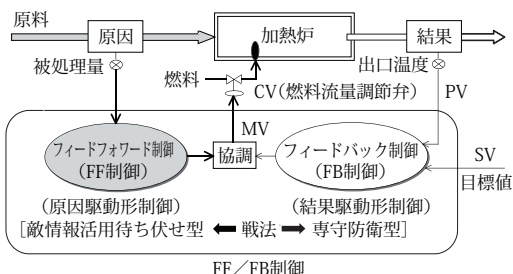 原料
原因
加熱炉
結果
被処理量
出口温度
燃料
CV(燃料流量調節弁)
PV
MV
フィードフォワード制御
(FF制御)
協調
フィードバック制御
(FB制御)
SV
目標値
(原因駆動形制御)
(結果駆動形制御)
[敵情報活用待ち伏せ型 ⬅ 戦法 ➡ 専守防衛型]
FF/FB制御